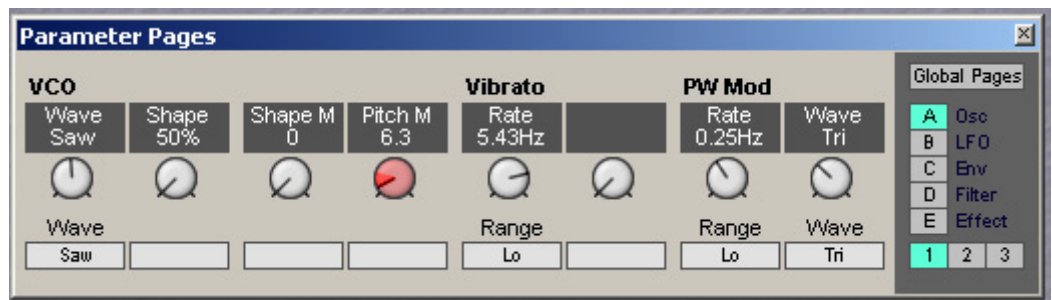 Parameter Pages
VCO Vibrato PW Mod
Wave Shape Shape M Pitch M Rate Rate Wave
Saw 50% 0 6.3 5.43Hz 0.25Hz Tri
Wave Range Range Wave
Saw Lo Lo Tri
Global Pages
A Osc
B LFO
C Env
D Filter
E Effect
1 2 3